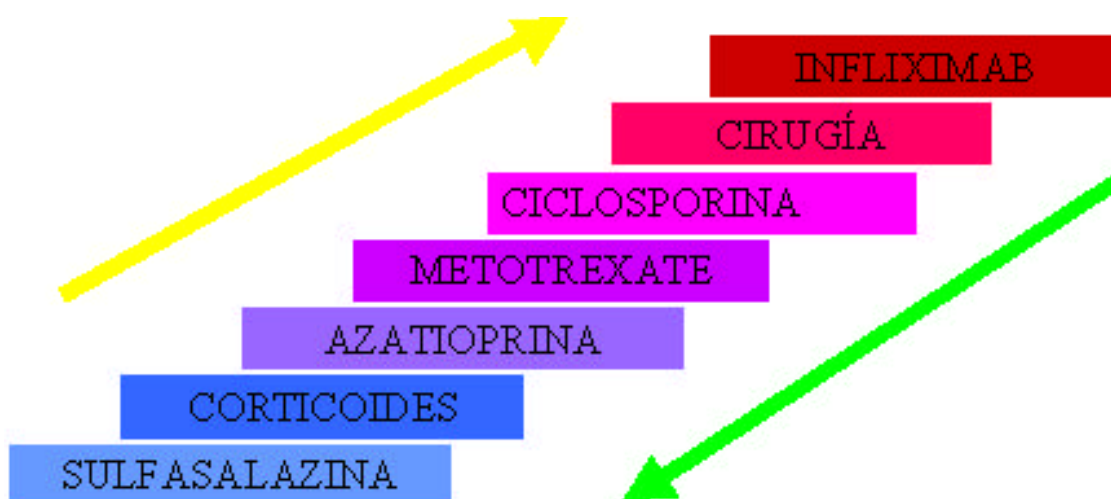 INFLIXIMAB
CIRUGÍA
CICLOSPORINA
METOTREXATE
AZATIOPRINA
CORTICOIDES
SULFASALAZINA